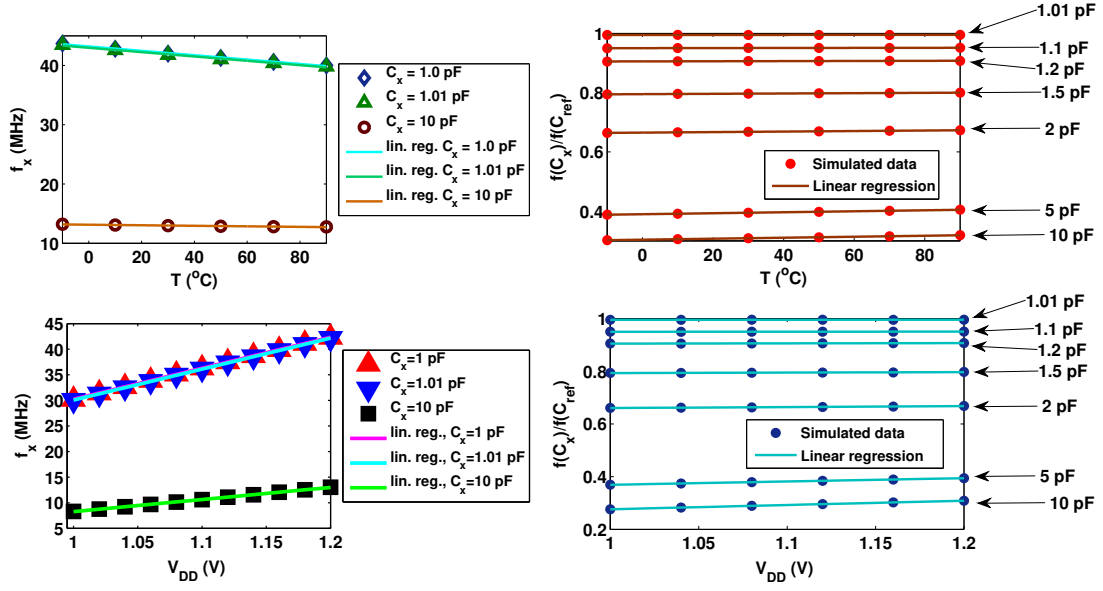 40
30
20
10
0
20
40
60
80
f_x (MHz)
T (°C)
C_x = 1.0 pF
C_x = 1.01 pF
C_x = 10 pF
lin. reg. C_x = 1.0 pF
lin. reg. C_x = 1.01 pF
lin. reg. C_x = 10 pF
1
0.8
0.6
0.4
0
20
40
60
80
f(C_x)/f(C_ref)
T (°C)
Simulated data
Linear regression
1.01 pF
1.1 pF
1.2 pF
1.5 pF
2 pF
5 pF
10 pF
45
40
35
30
25
20
15
10
5
1
1.05
1.1
1.15
1.2
f_x (MHz)
V_DD (V)
C_x=1 pF
C_x=1.01 pF
C_x=10 pF
lin. reg., C_x=1 pF
lin. reg., C_x=1.01 pF
lin. reg., C_x=10 pF
1
0.8
0.6
0.4
0.2
1
1.05
1.1
1.15
1.2
f(C_x)/f(C_ref)
V_DD (V)
Simulated data
Linear regression
1.01 pF
1.1 pF
1.2 pF
1.5 pF
2 pF
5 pF
10 pF